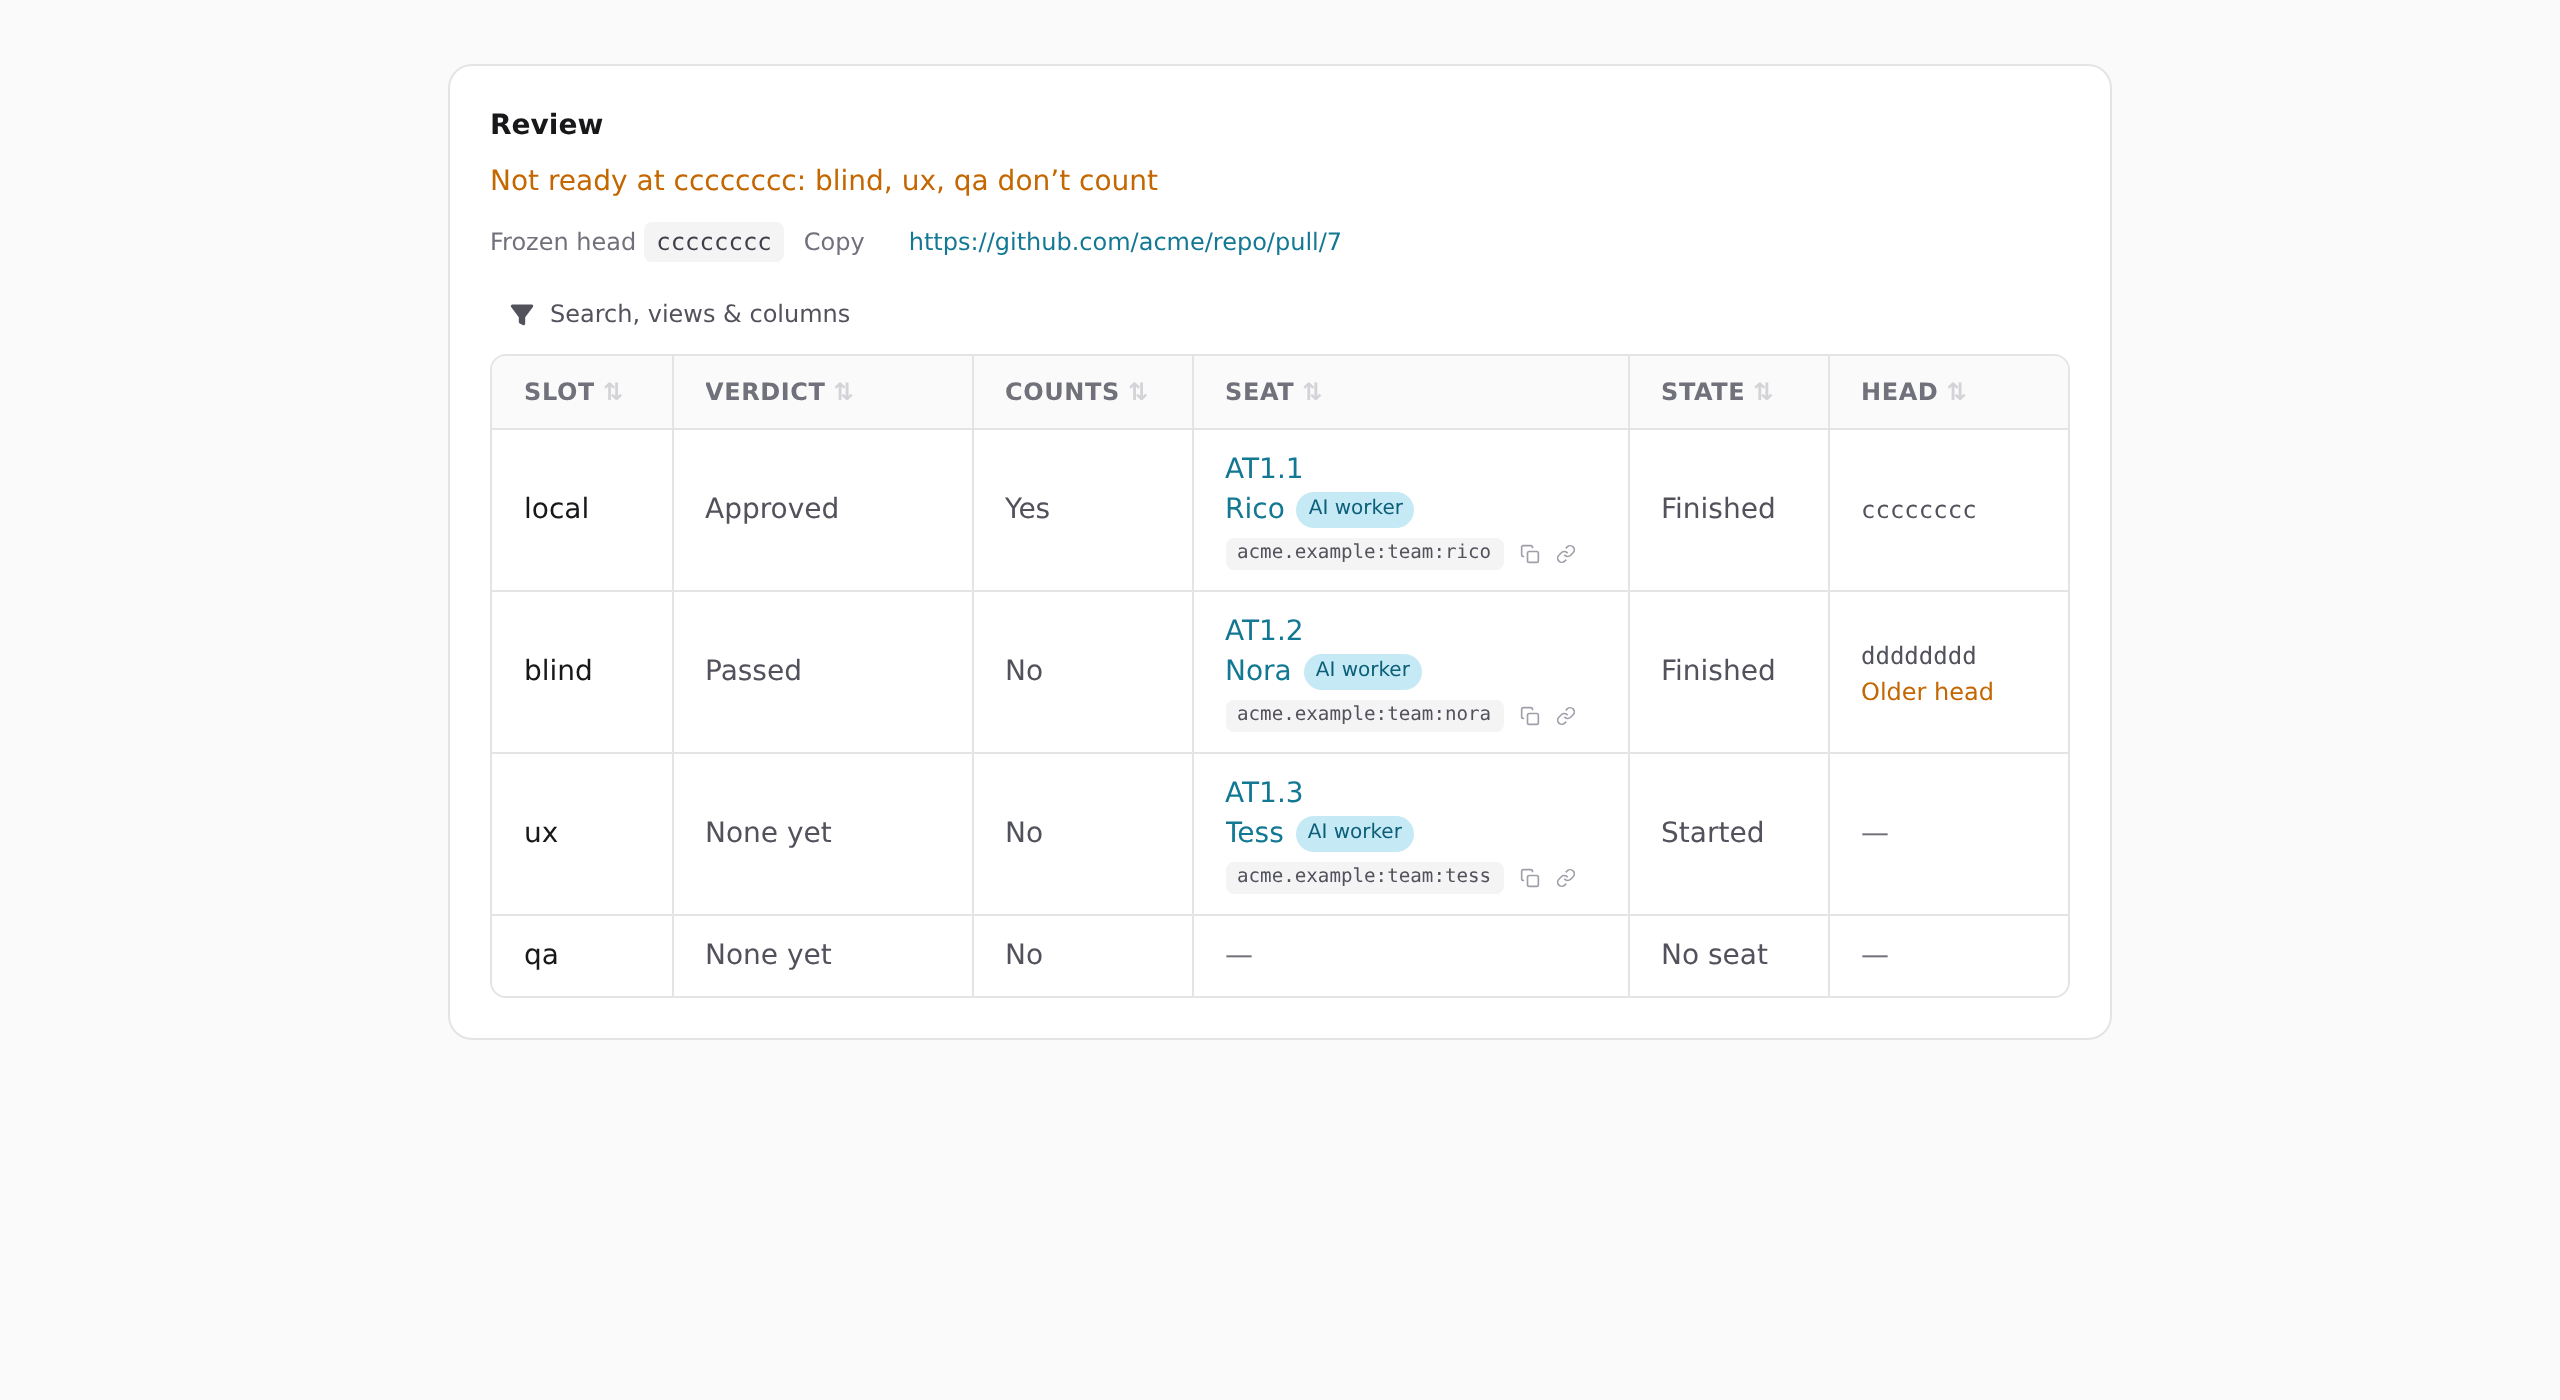 Review
Not ready at cccccccc: blind, ux, qa don’t count
Frozen head cccccccc Copy https://github.com/acme/repo/pull/7
Search, views & columns
SLOT ⇅ VERDICT ⇅ COUNTS ⇅ SEAT ⇅ STATE ⇅ HEAD ⇅
AT1.1
local Approved Yes Rico AI worker Finished cccccccc
acme.example:team:rico
AT1.2
blind Passed No Nora AI worker Finished dddddddd
Older head
acme.example:team:nora
AT1.3
ux None yet No Tess AI worker Started —
acme.example:team:tess
qa None yet No — No seat —